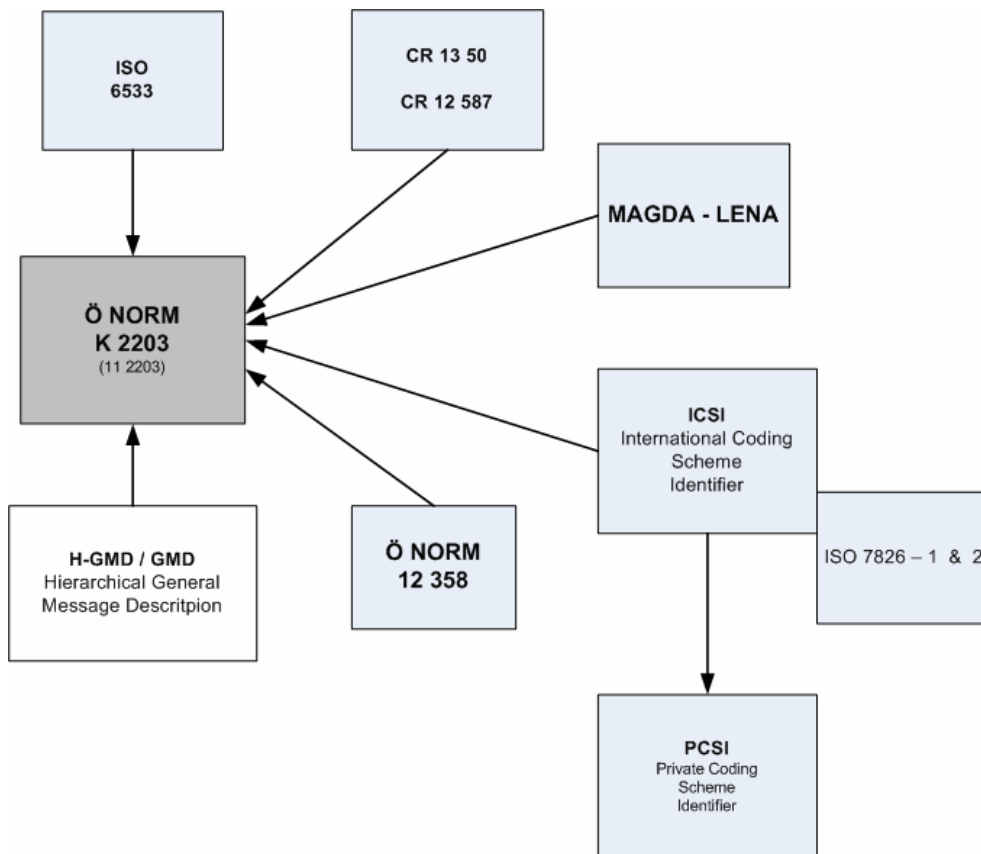 ISO
6533
CR 13 50
CR 12 587
MAGDA - LENA
Ö NORM
K 2203
(11 2203)
ICSI
International Coding
Scheme
Identifier
ISO 7826 – 1 & 2
H-GMD / GMD
Hierarchical General
Message Descritpion
Ö NORM
12 358
PCSI
Private Coding
Scheme
Identifier